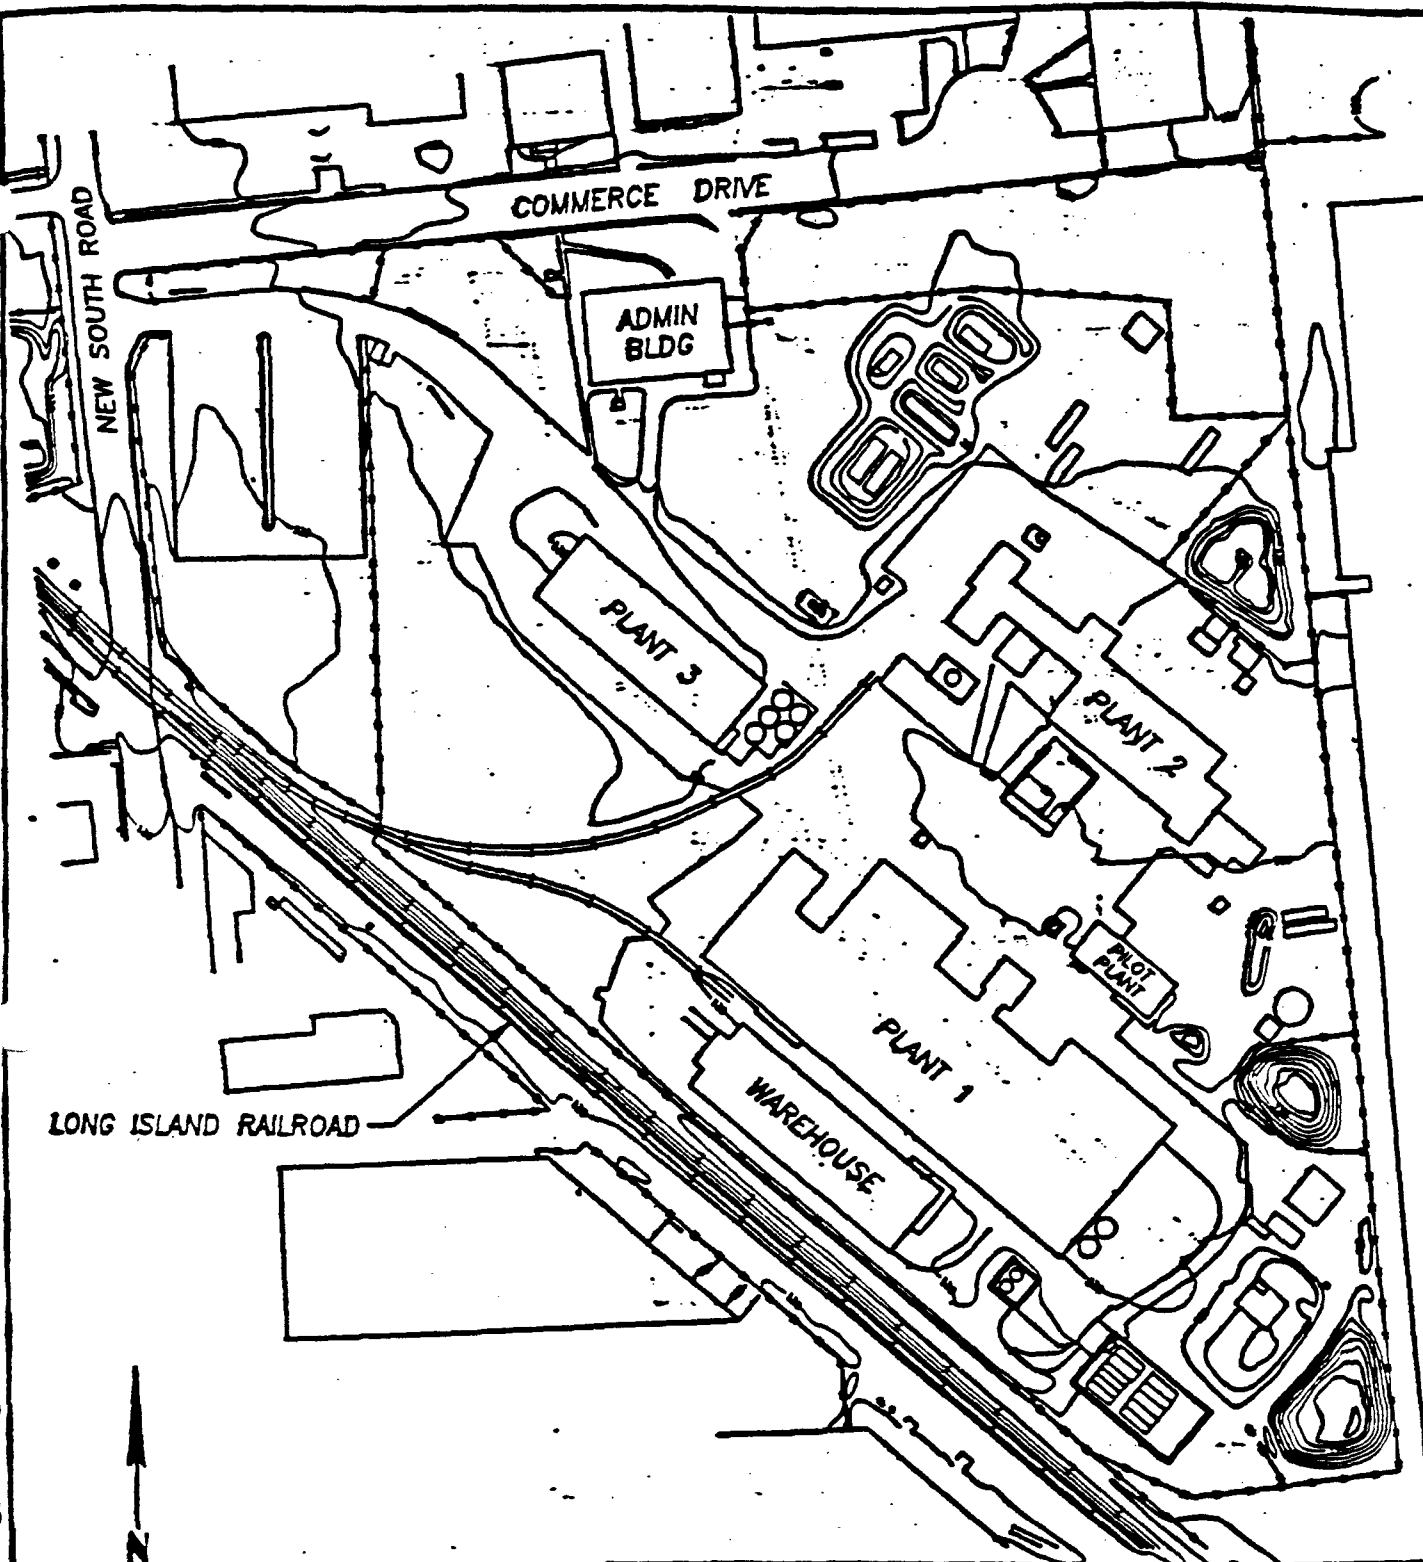 COMMERCE DRIVE
NEW SOUTH ROAD
ADMIN
BLDG
PLANT 3
PLANT 2
PILOT
PLANT
PLANT 1
WAREHOUSE
LONG ISLAND RAILROAD
N